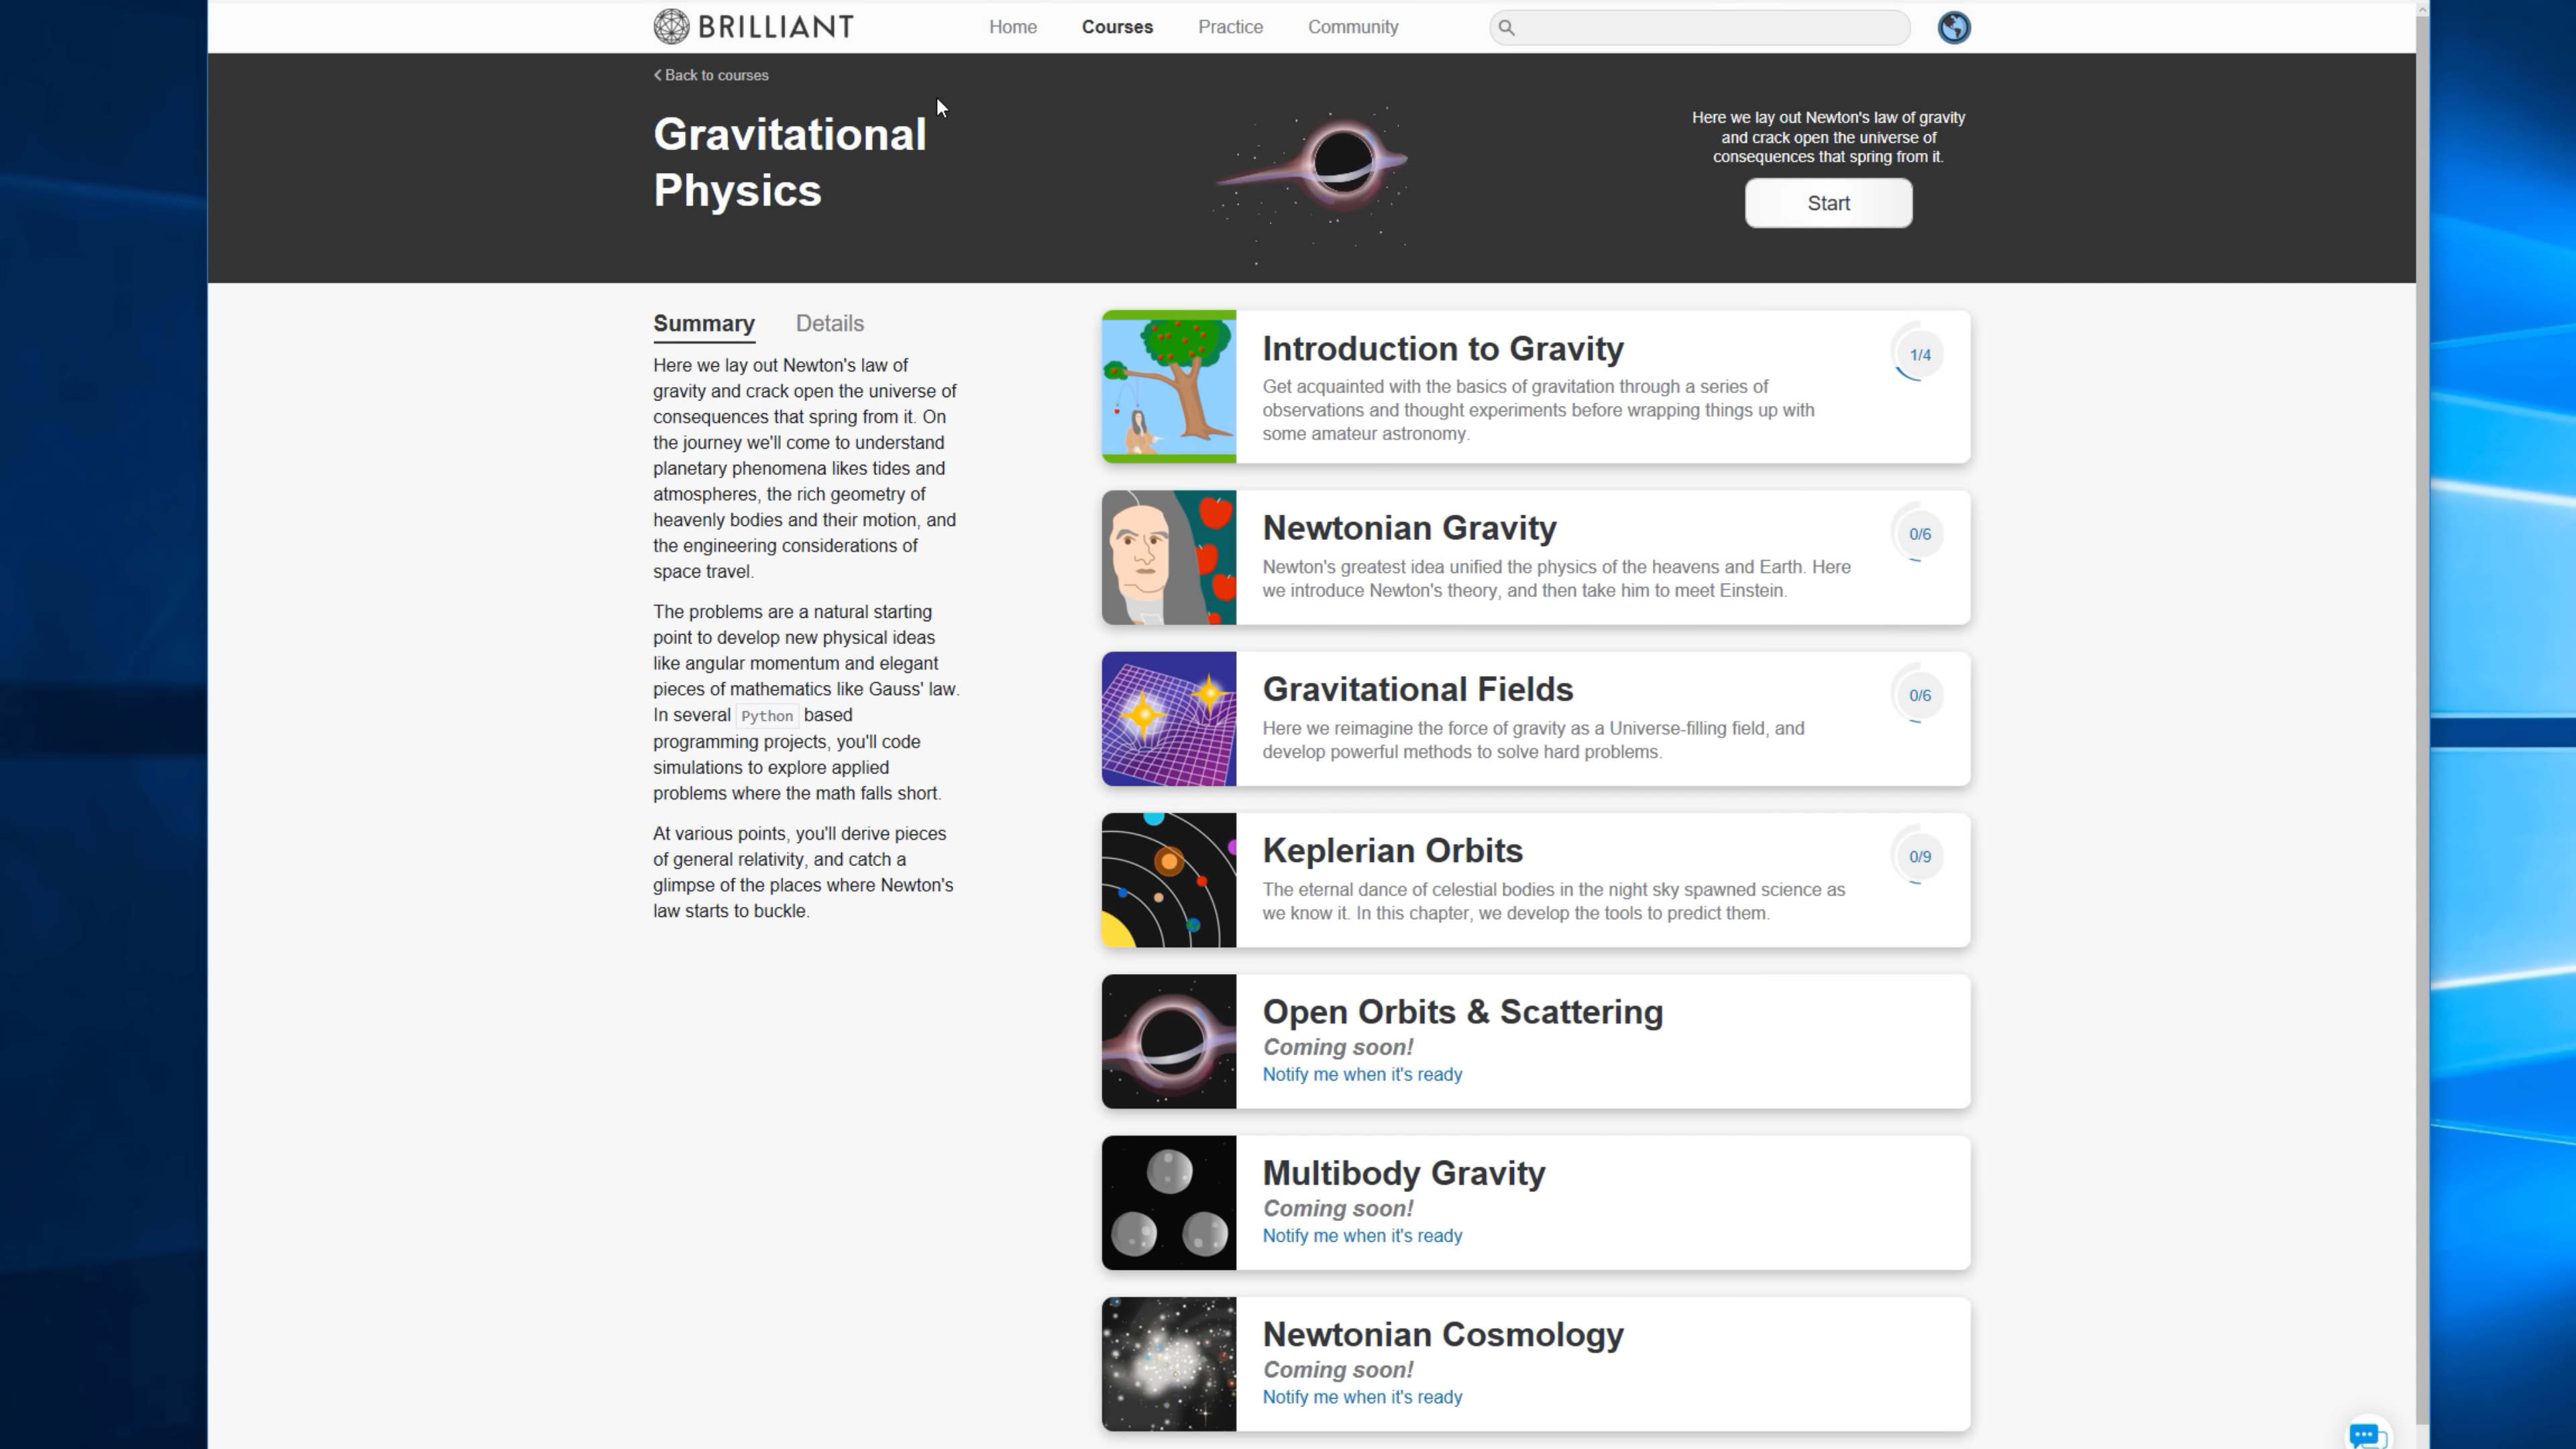 BRILLIANT
Home
Courses
Practice
Community
Back to courses
Gravitational
Physics
Here we lay out Newton's law of gravity
and crack open the universe of
consequences that spring from it.
Start
Summary
Details
Here we lay out Newton's law of
gravity and crack open the universe of
consequences that spring from it. On
the journey we'll come to understand
planetary phenomena likes tides and
atmospheres, the rich geometry of
heavenly bodies and their motion, and
the engineering considerations of
space travel.
The problems are a natural starting
point to develop new physical ideas
like angular momentum and elegant
pieces of mathematics like Gauss' law.
In several Python based
programming projects, you'll code
simulations to explore applied
problems where the math falls short.
At various points, you'll derive pieces
of general relativity, and catch a
glimpse of the places where Newton's
law starts to buckle.
Introduction to Gravity
1/4
Get acquainted with the basics of gravitation through a series of
observations and thought experiments before wrapping things up with
some amateur astronomy.
Newtonian Gravity
0/6
Newton's greatest idea unified the physics of the heavens and Earth. Here
we introduce Newton's theory, and then take him to meet Einstein.
Gravitational Fields
0/6
Here we reimagine the force of gravity as a Universe-filling field, and
develop powerful methods to solve hard problems.
Keplerian Orbits
0/9
The eternal dance of celestial bodies in the night sky spawned science as
we know it. In this chapter, we develop the tools to predict them.
Open Orbits & Scattering
Coming soon!
Notify me when it's ready
Multibody Gravity
Coming soon!
Notify me when it's ready
Newtonian Cosmology
Coming soon!
Notify me when it's ready